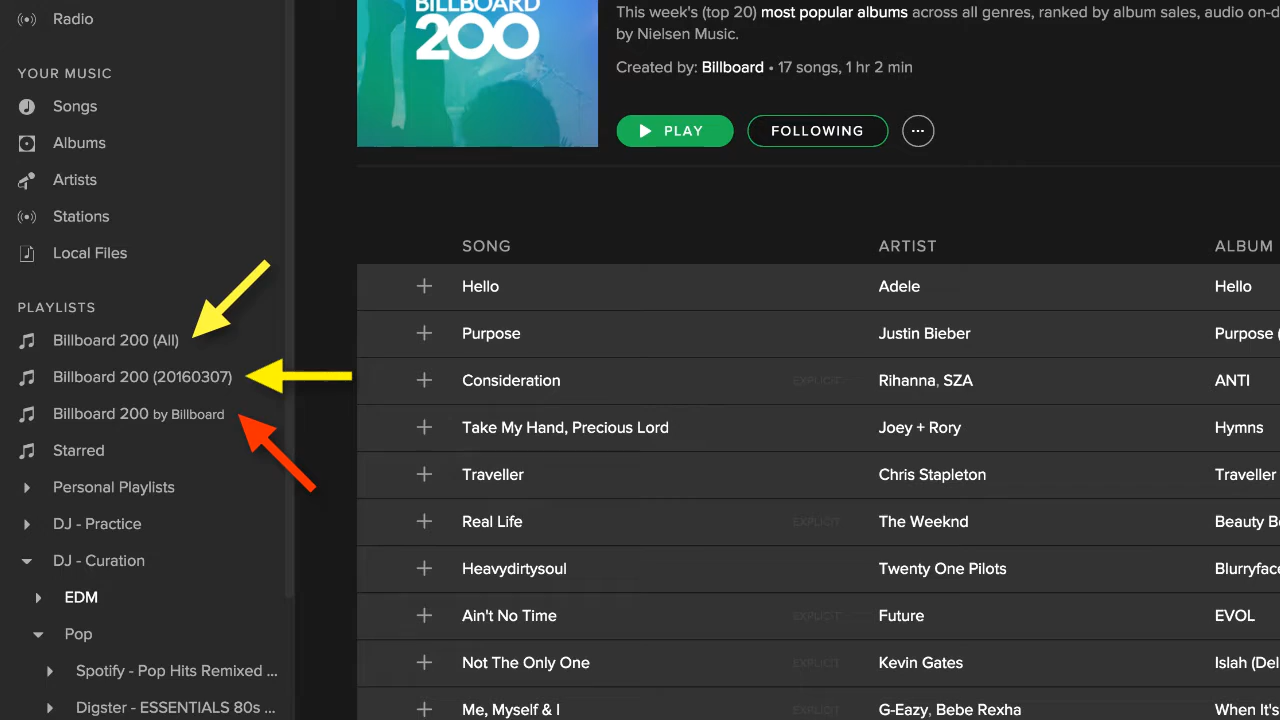 Radio
YOUR MUSIC
Songs
Albums
Artists
Stations
Local Files
PLAYLISTS
Billboard 200 (All)
Billboard 200 (20160307)
Billboard 200 by Billboard
Starred
Personal Playlists
DJ - Practice
DJ - Curation
EDM
Pop
Spotify - Pop Hits Remixed ...
Digster - ESSENTIALS 80s ...
BILLBOARD
200
This week's (top 20) most popular albums across all genres, ranked by album sales, audio on-d
by Nielsen Music.
Created by: Billboard • 17 songs, 1 hr 2 min
PLAY FOLLOWING
SONG ARTIST ALBUM
Hello Adele Hello
Purpose Justin Bieber Purpose (
Consideration EXPLICIT Rihanna, SZA ANTI
Take My Hand, Precious Lord Joey + Rory Hymns
Traveller Chris Stapleton Traveller
Real Life EXPLICIT The Weeknd Beauty B
Heavydirtysoul Twenty One Pilots Blurryface
Ain't No Time EXPLICIT Future EVOL
Not The Only One EXPLICIT Kevin Gates Islah (Del
Me, Myself & I EXPLICIT G-Eazy, Bebe Rexha When It's